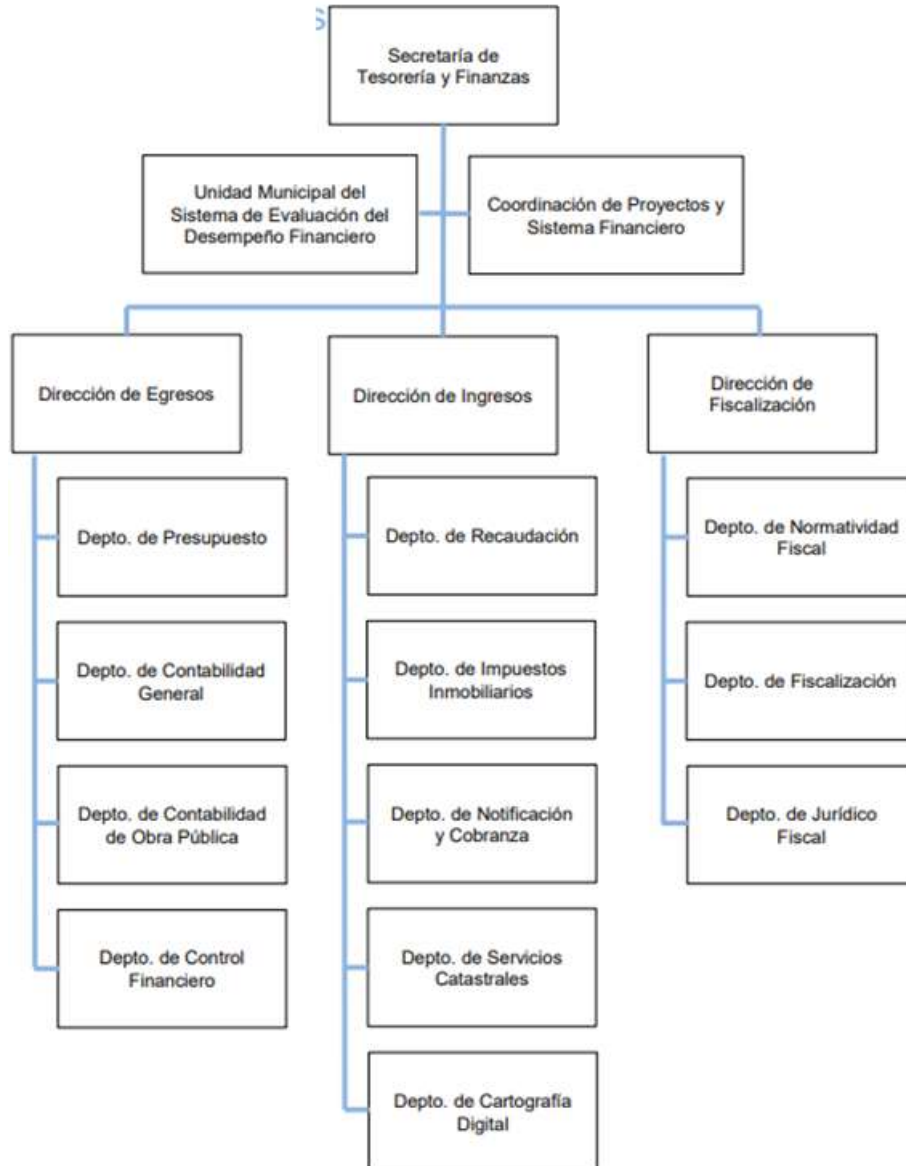 Secretaría de
Tesorería y Finanzas
Unidad Municipal del
Sistema de Evaluación del
Desempeño Financiero
Coordinación de Proyectos y
Sistema Financiero
Dirección de Egresos
Dirección de Ingresos
Dirección de
Fiscalización
Depto. de Presupuesto
Depto. de Contabilidad
General
Depto. de Contabilidad
de Obra Pública
Depto. de Control
Financiero
Depto. de Recaudación
Depto. de Impuestos
Inmobiliarios
Depto. de Notificación
y Cobranza
Depto. de Servicios
Catastrales
Depto. de Cartografía
Digital
Depto. de Normatividad
Fiscal
Depto. de Fiscalización
Depto. de Jurídico
Fiscal